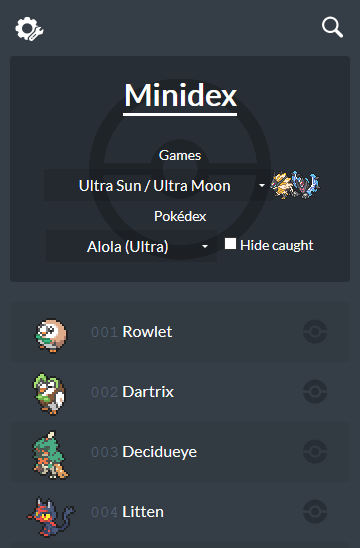 Minidex
Games
Ultra Sun / Ultra Moon
Pokédex
Alola (Ultra)
Hide caught
001 Rowlet
002 Dartrix
003 Decidueye
004 Litten